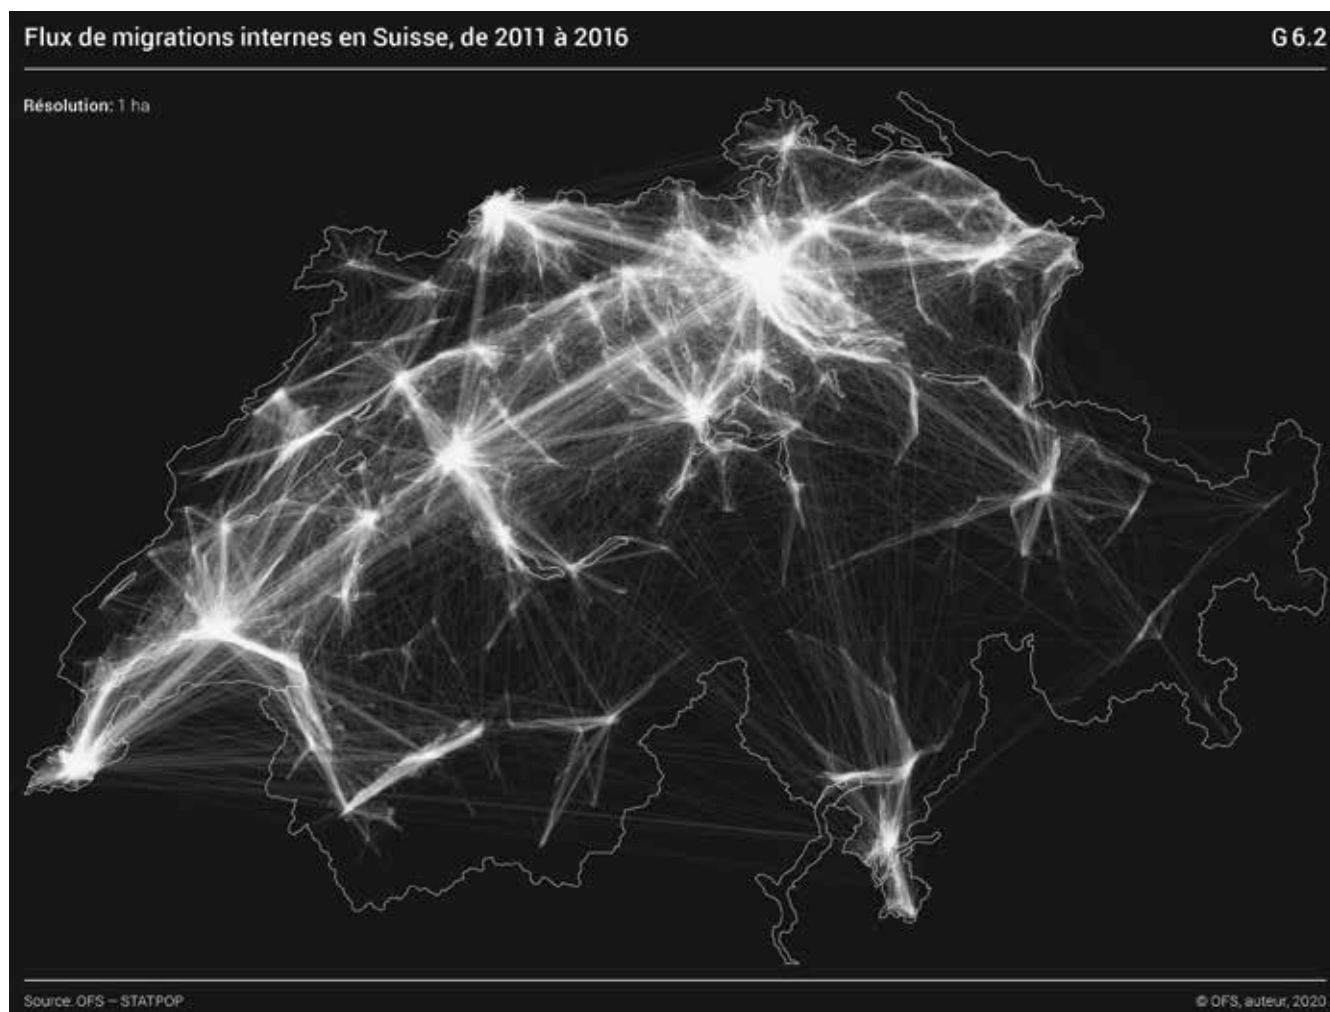 Flux de migrations internes en Suisse, de 2011 à 2016
G 6.2
Résolution: 1 ha
Source: OFS – STATPOP
© OFS, auteur, 2020